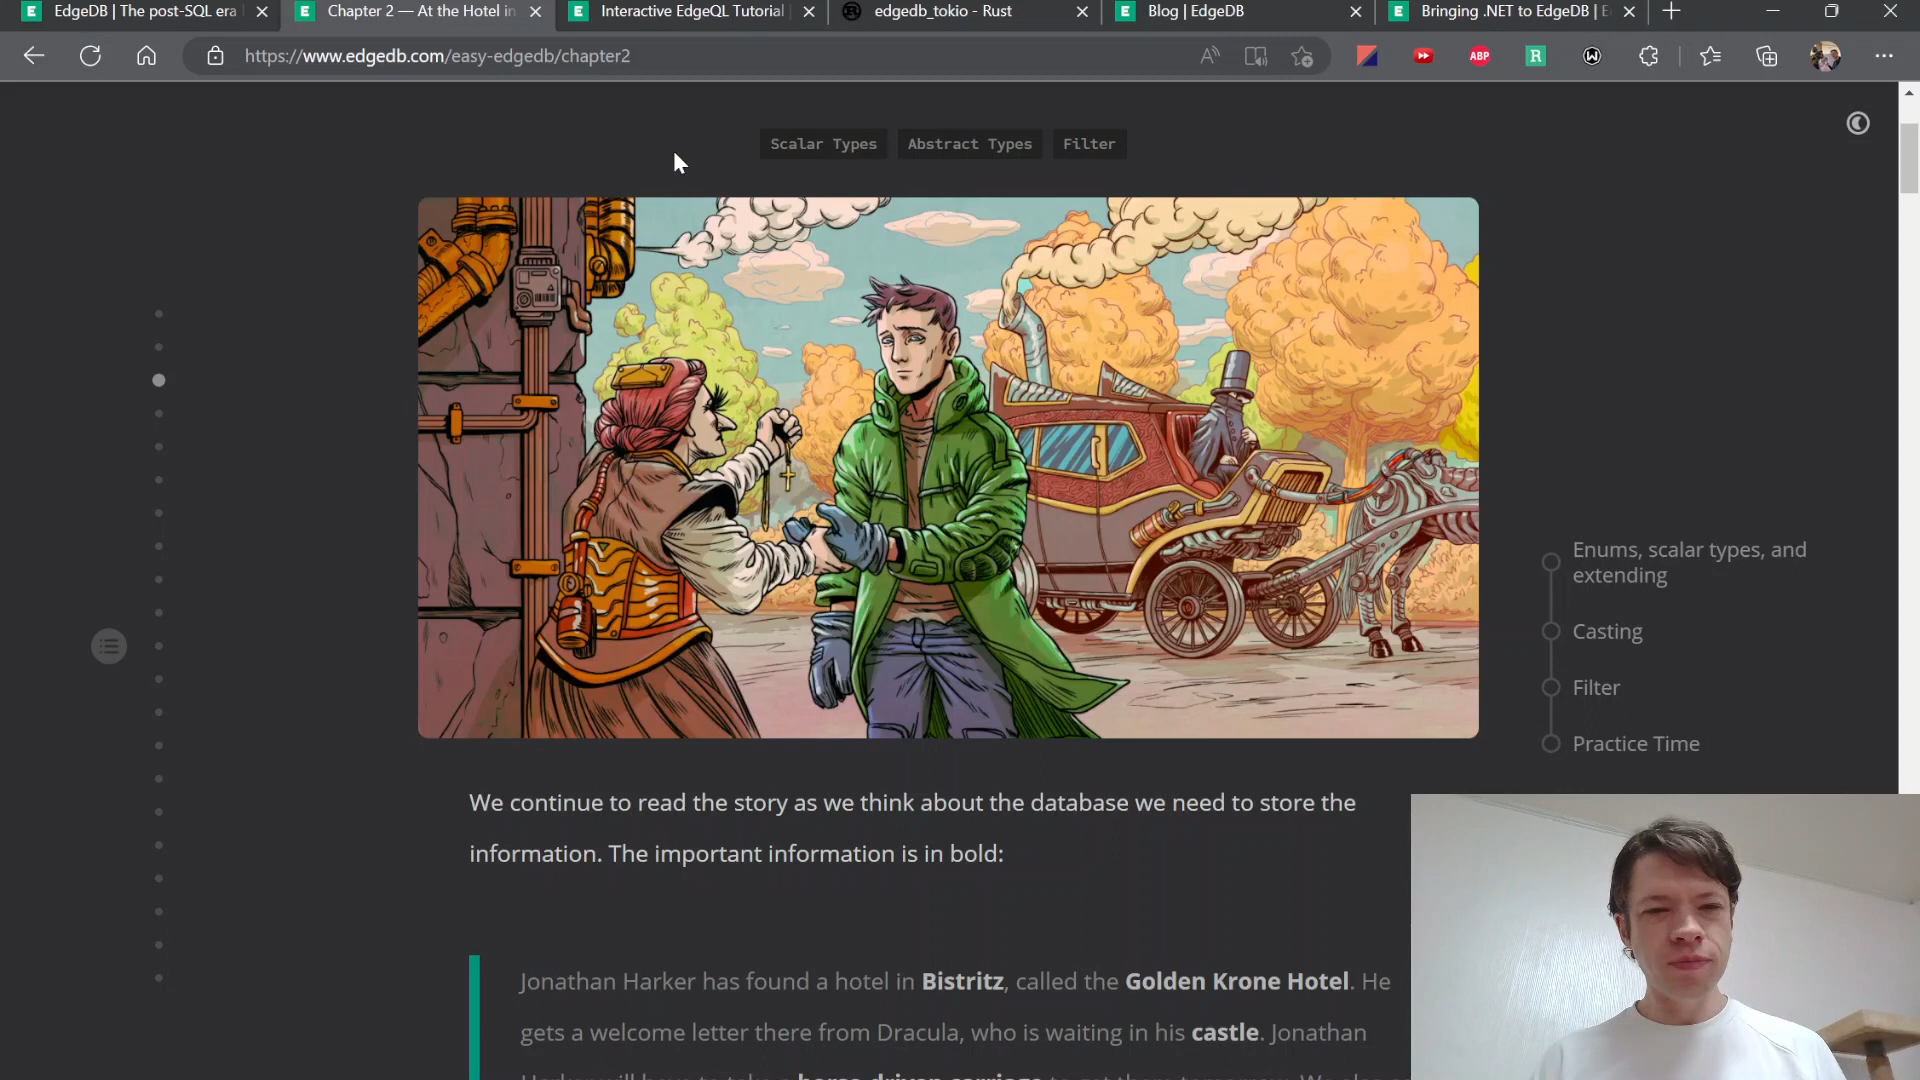 EdgeDB | The post-SQL era
Chapter 2 — At the Hotel in
Interactive EdgeQL Tutorial
edgedb_tokio - Rust
Blog | EdgeDB
Bringing .NET to EdgeDB | E
https://www.edgedb.com/easy-edgedb/chapter2
ABP
R
W
Scalar Types
Abstract Types
Filter
Enums, scalar types, and
extending
Casting
Filter
Practice Time
We continue to read the story as we think about the database we need to store the
information. The important information is in bold:
Jonathan Harker has found a hotel in Bistritz, called the Golden Krone Hotel. He
gets a welcome letter there from Dracula, who is waiting in his castle. Jonathan